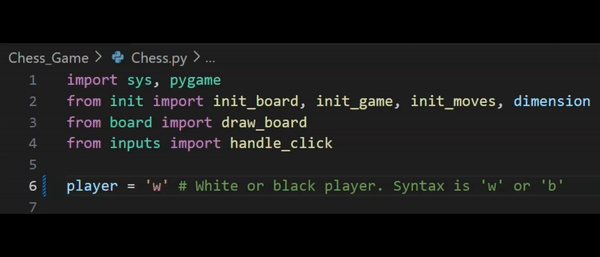 Chess_Game > Chess.py > ...
1 import sys, pygame
2 from init import init_board, init_game, init_moves, dimension
3 from board import draw_board
4 from inputs import handle_click
5
6 player = 'w' # White or black player. Syntax is 'w' or 'b'
7